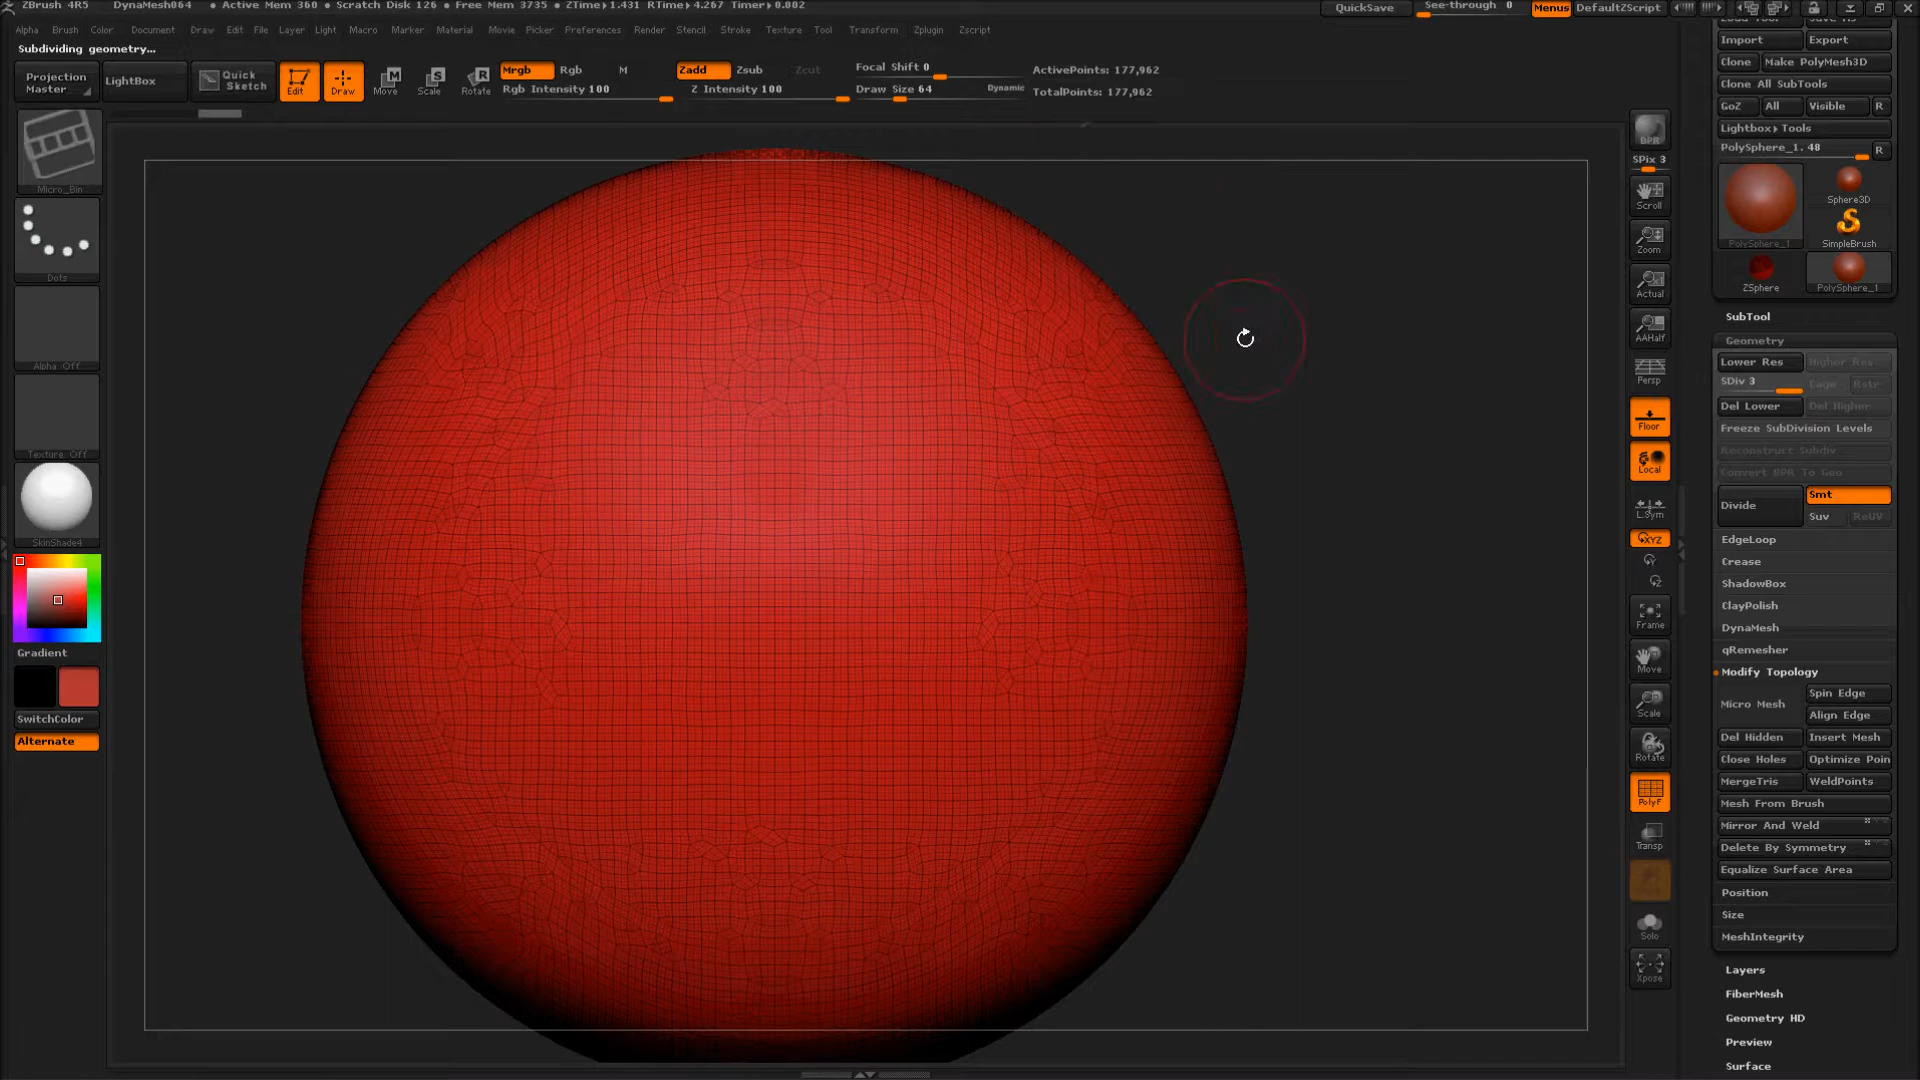 ZBrush 4R5 DynaMesh064 • Active Mem 360 • Scratch Disk 126 • Free Mem 3735 • ZTime▸1.431 RTime▸4.267 Timer▸0.002 QuickSave See-through 0 Menus DefaultZScript
Alpha Brush Color Document Draw Edit File Layer Light Macro Marker Material Movie Picker Preferences Render Stencil Stroke Texture Tool Transform Zplugin Zscript
Subdividing geometry...
Projection Master
LightBox
Quick Sketch
Edit
Draw
Move
Scale
Rotate
Mrgb Rgb M
Rgb Intensity 100
Zadd Zsub Zcut
Z Intensity 100
Focal Shift 0
Draw Size 64 Dynamic
ActivePoints: 177,962
TotalPoints: 177,962
Micro_Bin
Dots
Alpha Off
Texture Off
SkinShade4
Gradient
SwitchColor
Alternate
BPR
SPix 3
Scroll
Zoom
Actual
AAHalf
Persp
Floor
Local
L.Sym
XYZ
Y
Z
Frame
Move
Scale
Rotate
PolyF
Transp
Solo
Xpose
Import Export
Clone Make PolyMesh3D
Clone All SubTools
GoZ All Visible R
Lightbox▸Tools
PolySphere_1. 48 R
PolySphere_1
Sphere3D
SimpleBrush
ZSphere
PolySphere_1
SubTool
Geometry
Lower Res Higher Res
SDiv 3 Cage Rstr
Del Lower Del Higher
Freeze SubDivision Levels
Reconstruct Subdiv
Convert BPR To Geo
Divide Smt
Suv ReUV
EdgeLoop
Crease
ShadowBox
ClayPolish
DynaMesh
qRemesher
Modify Topology
Micro Mesh Spin Edge
Align Edge
Del Hidden Insert Mesh
Close Holes Optimize Poin
MergeTris WeldPoints
Mesh From Brush
Mirror And Weld
Delete By Symmetry
Equalize Surface Area
Position
Size
MeshIntegrity
Layers
FiberMesh
Geometry HD
Preview
Surface